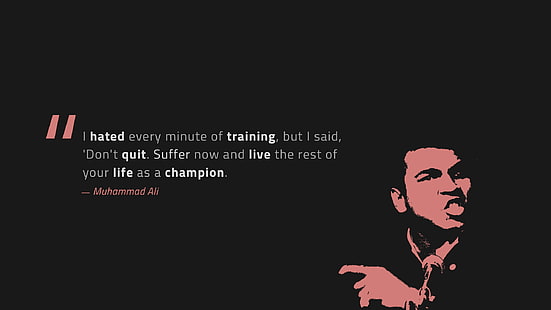 I hated every minute of training, but I said,
'Don't quit. Suffer now and live the rest of
your life as a champion.
— Muhammad Ali